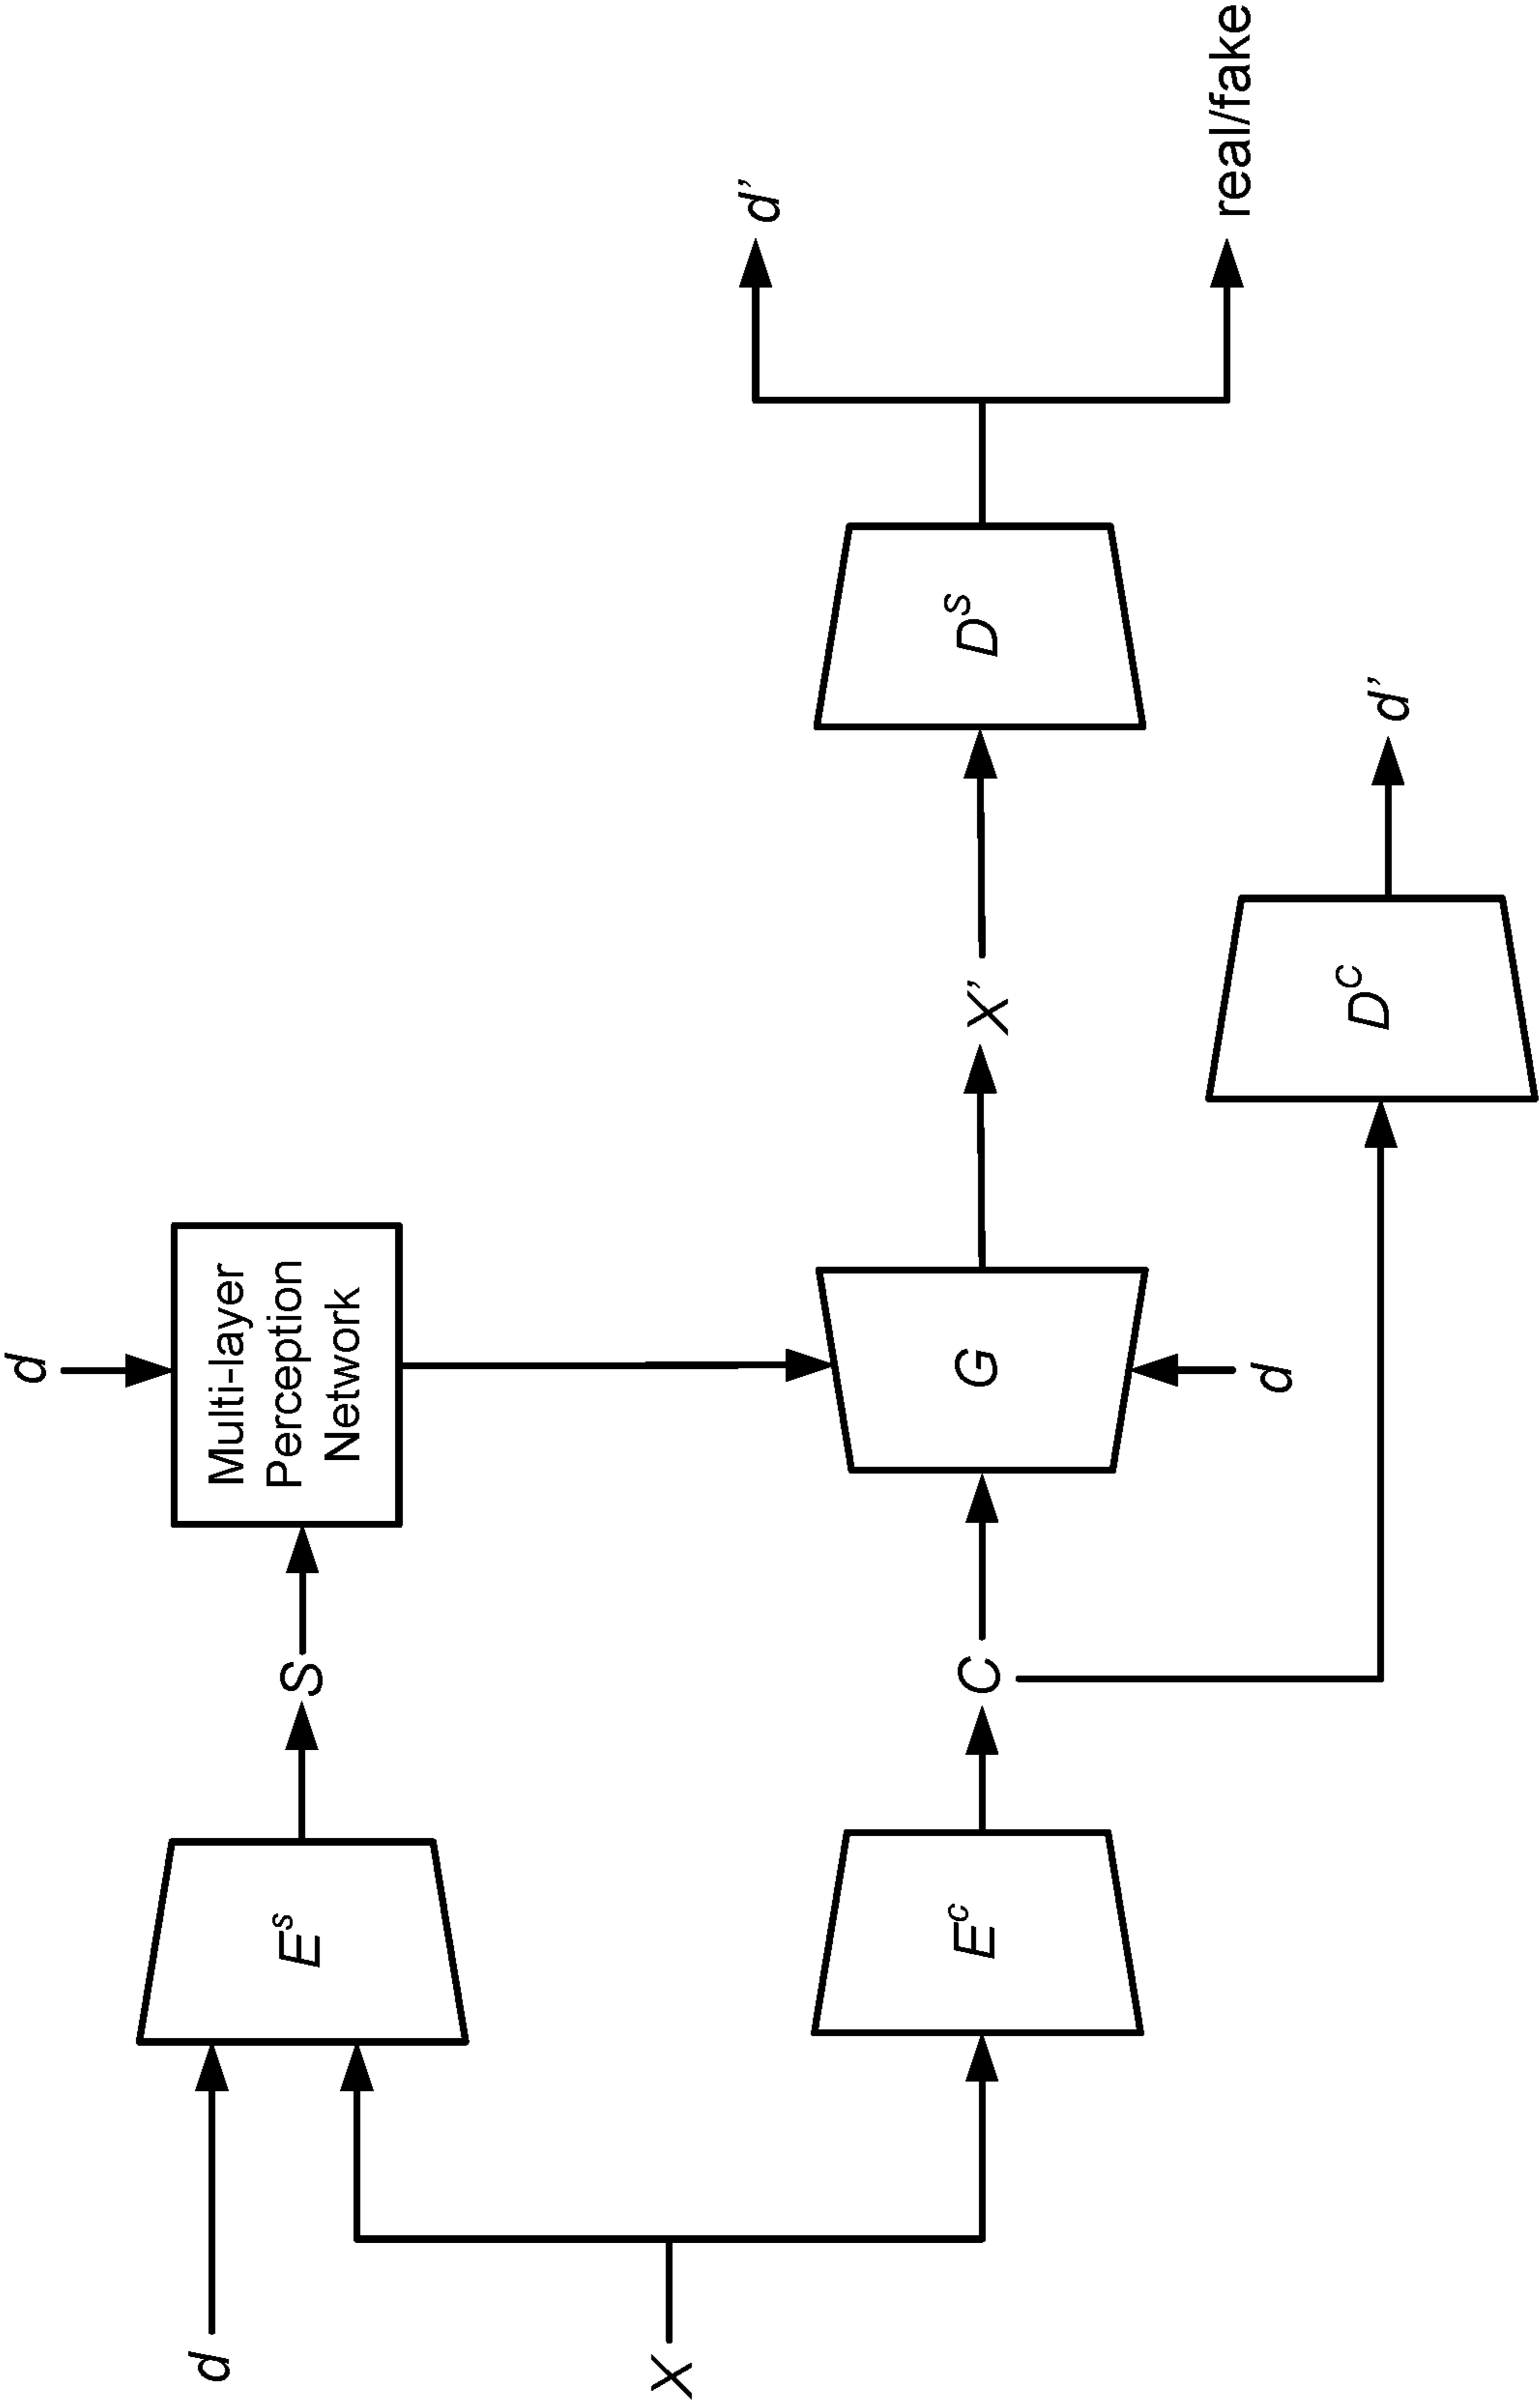 d
Multi-layer
Perception
Network
d
X
E^s
S
E^c
C
G
d
X'
D^S
d'
real/fake
D^C
d'